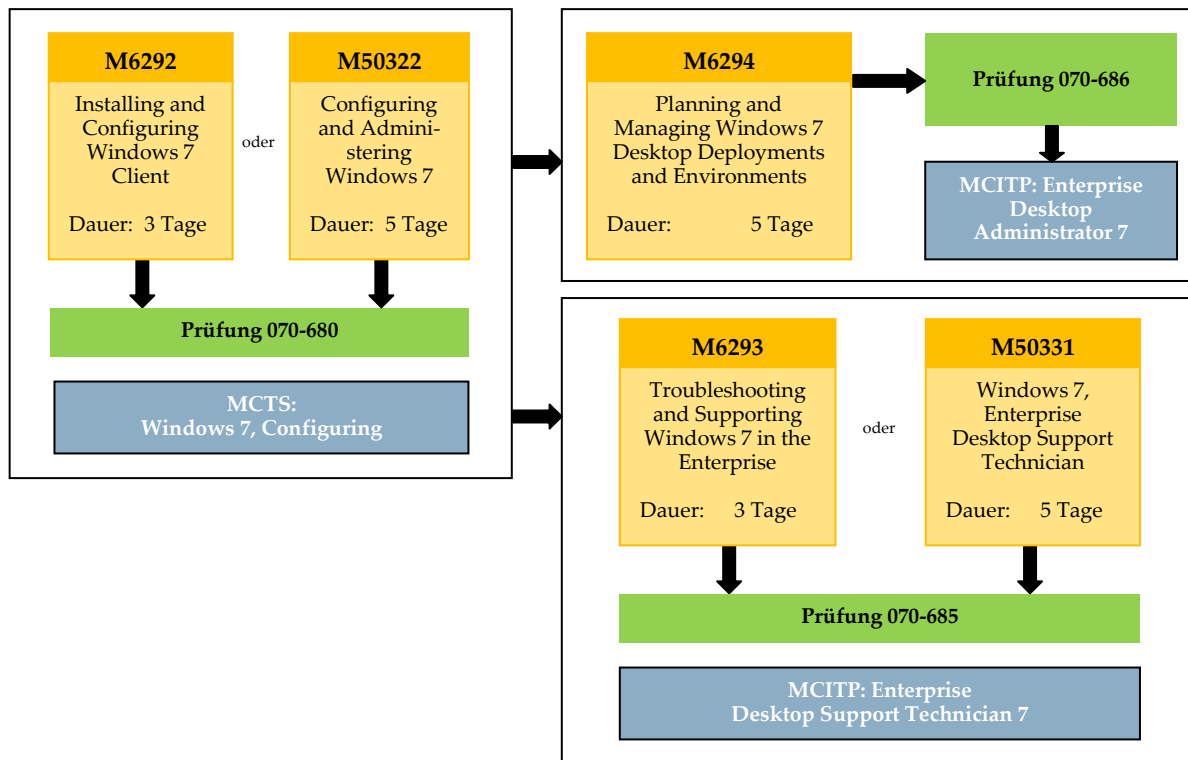 M6292
Installing and
Configuring
Windows 7
Client
Dauer: 3 Tage
oder
M50322
Configuring
and Admini-
stering
Windows 7
Dauer: 5 Tage
Prüfung 070-680
MCTS:
Windows 7, Configuring
M6294
Planning and
Managing Windows 7
Desktop Deployments
and Environments
Dauer: 5 Tage
Prüfung 070-686
MCITP: Enterprise
Desktop
Administrator 7
M6293
Troubleshooting
and Supporting
Windows 7 in the
Enterprise
Dauer: 3 Tage
oder
M50331
Windows 7,
Enterprise
Desktop Support
Technician
Dauer: 5 Tage
Prüfung 070-685
MCITP: Enterprise
Desktop Support Technician 7